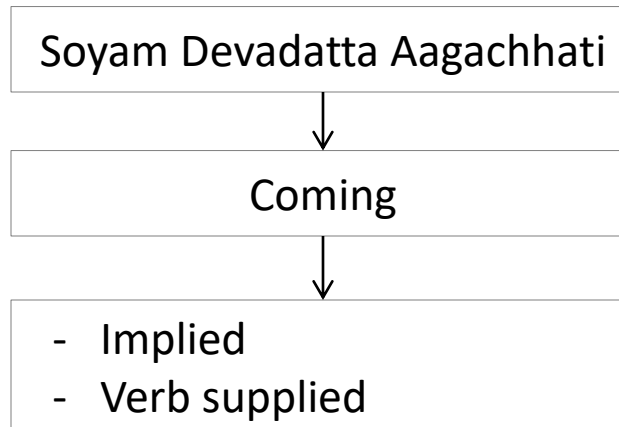 Soyam Devadatta Aagachhati
Coming
- Implied
- Verb supplied